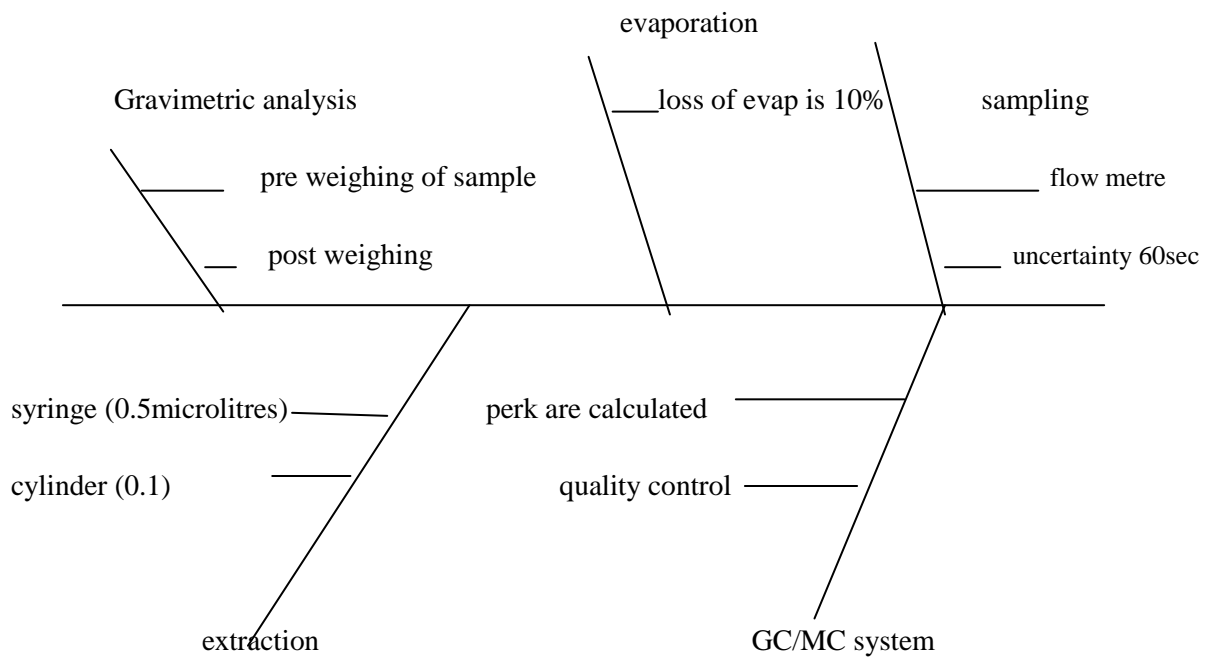 evaporation
Gravimetric analysis
loss of evap is 10%
sampling
pre weighing of sample
flow metre
post weighing
uncertainty 60sec
syringe (0.5microlitres)
perk are calculated
cylinder (0.1)
quality control
extraction
GC/MC system